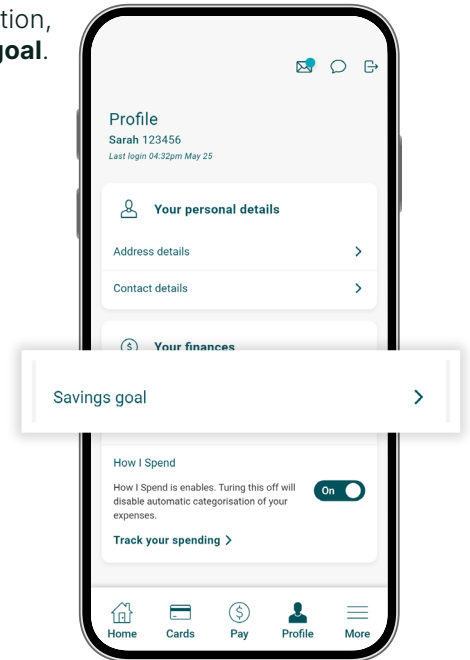 tion,
goal.
Profile
Sarah 123456
Last login 04:32pm May 25
Your personal details
Address details
Contact details
Your finances
Savings goal
How I Spend
How I Spend is enables. Turing this off will
disable automatic categorisation of your
expenses.
On
Track your spending
Home Cards Pay Profile More